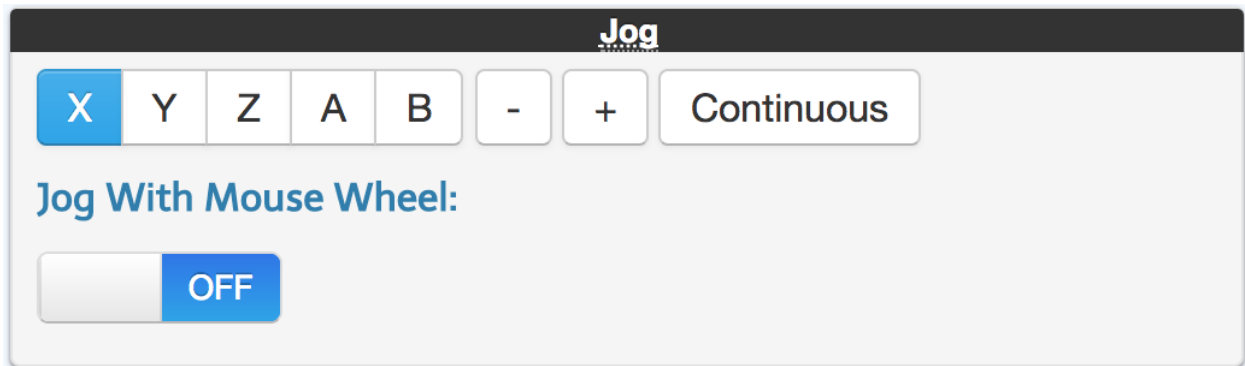 Jog
X Y Z A B - + Continuous
Jog With Mouse Wheel:
OFF